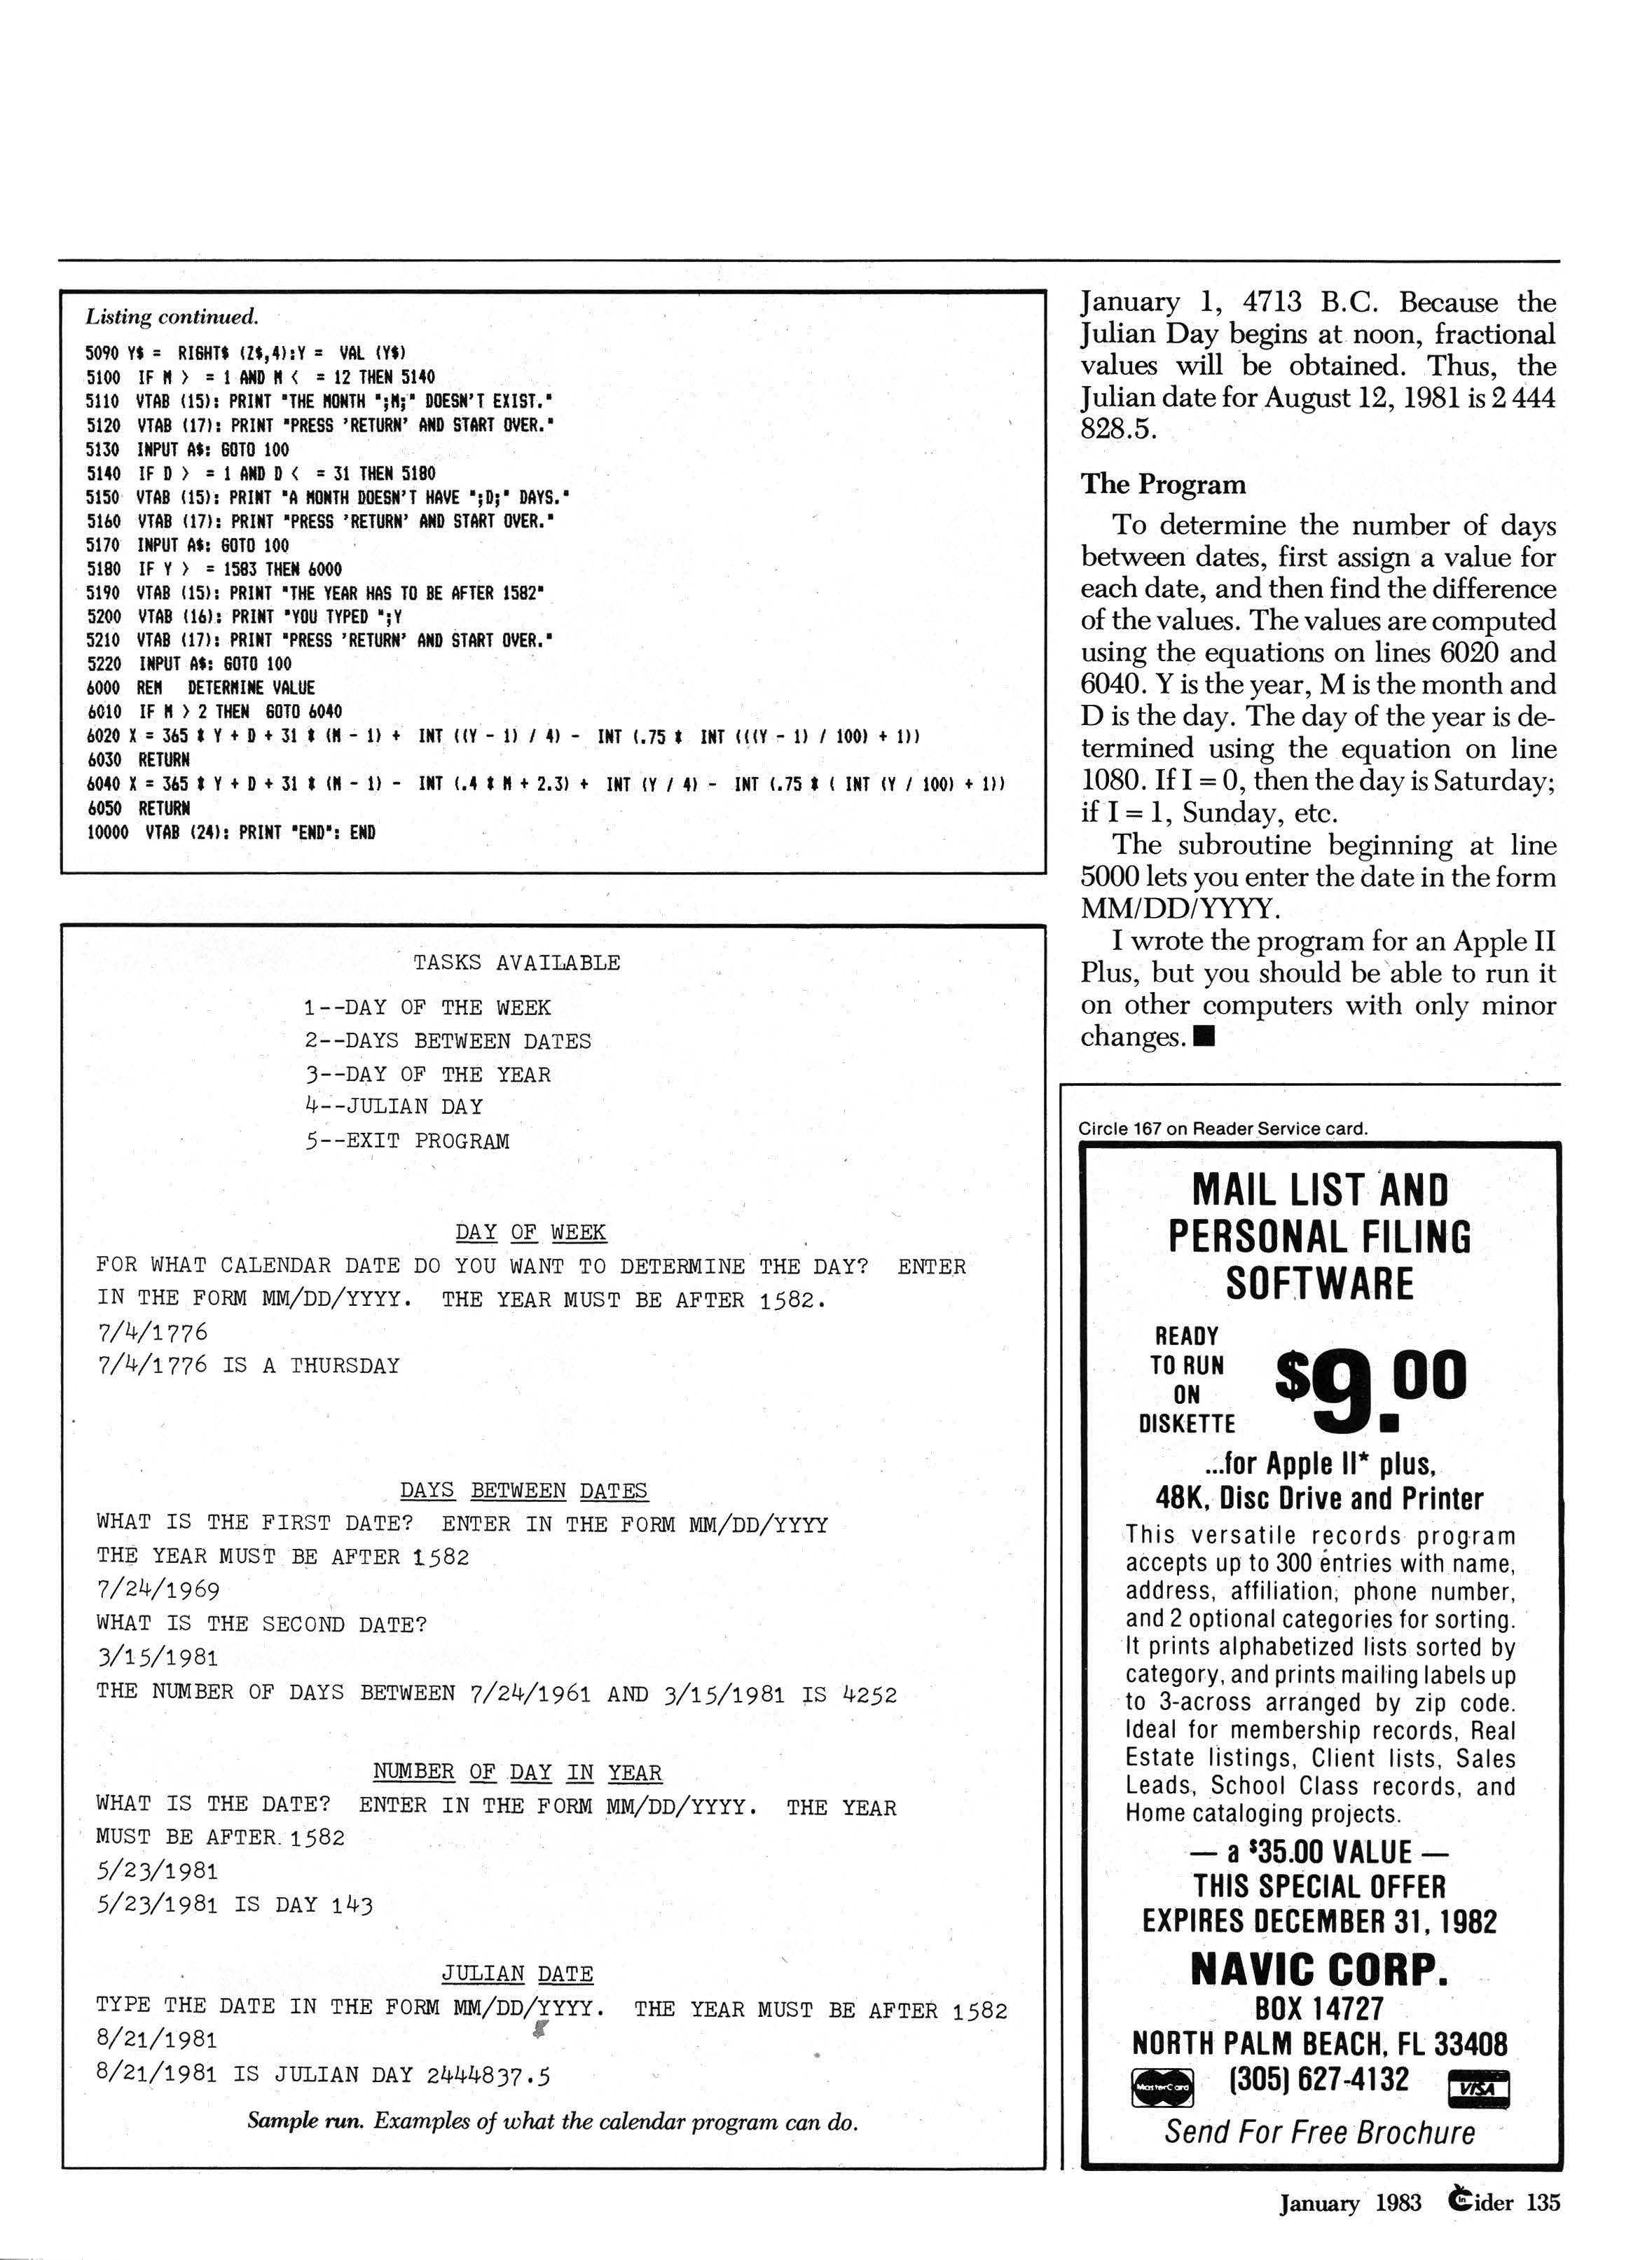 Listing continued.
5090 Y$ = RIGHT$ (Z$,4):Y = VAL (Y$)
5100 IF M > = 1 AND M < = 12 THEN 5140
5110 VTAB (15): PRINT "THE MONTH ";M;" DOESN'T EXIST."
5120 VTAB (17): PRINT "PRESS 'RETURN' AND START OVER."
5130 INPUT A$: GOTO 100
5140 IF D > = 1 AND D < = 31 THEN 5180
5150 VTAB (15): PRINT "A MONTH DOESN'T HAVE ";D;" DAYS."
5160 VTAB (17): PRINT "PRESS 'RETURN' AND START OVER."
5170 INPUT A$: GOTO 100
5180 IF Y > = 1583 THEN 6000
5190 VTAB (15): PRINT "THE YEAR HAS TO BE AFTER 1582"
5200 VTAB (16): PRINT "YOU TYPED ";Y
5210 VTAB (17): PRINT "PRESS 'RETURN' AND START OVER."
5220 INPUT A$: GOTO 100
6000 REM DETERMINE VALUE
6010 IF M > 2 THEN GOTO 6040
6020 X = 365 * Y + D + 31 * (M - 1) + INT ((Y - 1) / 4) - INT (.75 * INT (((Y - 1) / 100) + 1))
6030 RETURN
6040 X = 365 * Y + D + 31 * (M - 1) - INT (.4 * M + 2.3) + INT (Y / 4) - INT (.75 * ( INT (Y / 100) + 1))
6050 RETURN
10000 VTAB (24): PRINT "END": END
TASKS AVAILABLE
1--DAY OF THE WEEK
2--DAYS BETWEEN DATES
3--DAY OF THE YEAR
4--JULIAN DAY
5--EXIT PROGRAM
DAY OF WEEK
FOR WHAT CALENDAR DATE DO YOU WANT TO DETERMINE THE DAY? ENTER
IN THE FORM MM/DD/YYYY. THE YEAR MUST BE AFTER 1582.
7/4/1776
7/4/1776 IS A THURSDAY
DAYS BETWEEN DATES
WHAT IS THE FIRST DATE? ENTER IN THE FORM MM/DD/YYYY
THE YEAR MUST BE AFTER 1582
7/24/1969
WHAT IS THE SECOND DATE?
3/15/1981
THE NUMBER OF DAYS BETWEEN 7/24/1961 AND 3/15/1981 IS 4252
NUMBER OF DAY IN YEAR
WHAT IS THE DATE? ENTER IN THE FORM MM/DD/YYYY. THE YEAR
MUST BE AFTER 1582
5/23/1981
5/23/1981 IS DAY 143
JULIAN DATE
TYPE THE DATE IN THE FORM MM/DD/YYYY. THE YEAR MUST BE AFTER 1582
8/21/1981
8/21/1981 IS JULIAN DAY 2444837.5
Sample run. Examples of what the calendar program can do.
January 1, 4713 B.C. Because the
Julian Day begins at noon, fractional
values will be obtained. Thus, the
Julian date for August 12, 1981 is 2 444
828.5.
The Program
To determine the number of days
between dates, first assign a value for
each date, and then find the difference
of the values. The values are computed
using the equations on lines 6020 and
6040. Y is the year, M is the month and
D is the day. The day of the year is de-
termined using the equation on line
1080. If I = 0, then the day is Saturday;
if I = 1, Sunday, etc.
The subroutine beginning at line
5000 lets you enter the date in the form
MM/DD/YYYY.
I wrote the program for an Apple II
Plus, but you should be able to run it
on other computers with only minor
changes. ■
Circle 167 on Reader Service card.
MAIL LIST AND
PERSONAL FILING
SOFTWARE
READY
TO RUN
ON
DISKETTE
$9.00
...for Apple II* plus,
48K, Disc Drive and Printer
This versatile records program
accepts up to 300 entries with name,
address, affiliation, phone number,
and 2 optional categories for sorting.
It prints alphabetized lists sorted by
category, and prints mailing labels up
to 3-across arranged by zip code.
Ideal for membership records, Real
Estate listings, Client lists, Sales
Leads, School Class records, and
Home cataloging projects.
— a $35.00 VALUE —
THIS SPECIAL OFFER
EXPIRES DECEMBER 31, 1982
NAVIC CORP.
BOX 14727
NORTH PALM BEACH, FL 33408
MasterCard (305) 627-4132 VISA
Send For Free Brochure
January 1983 inCider 135